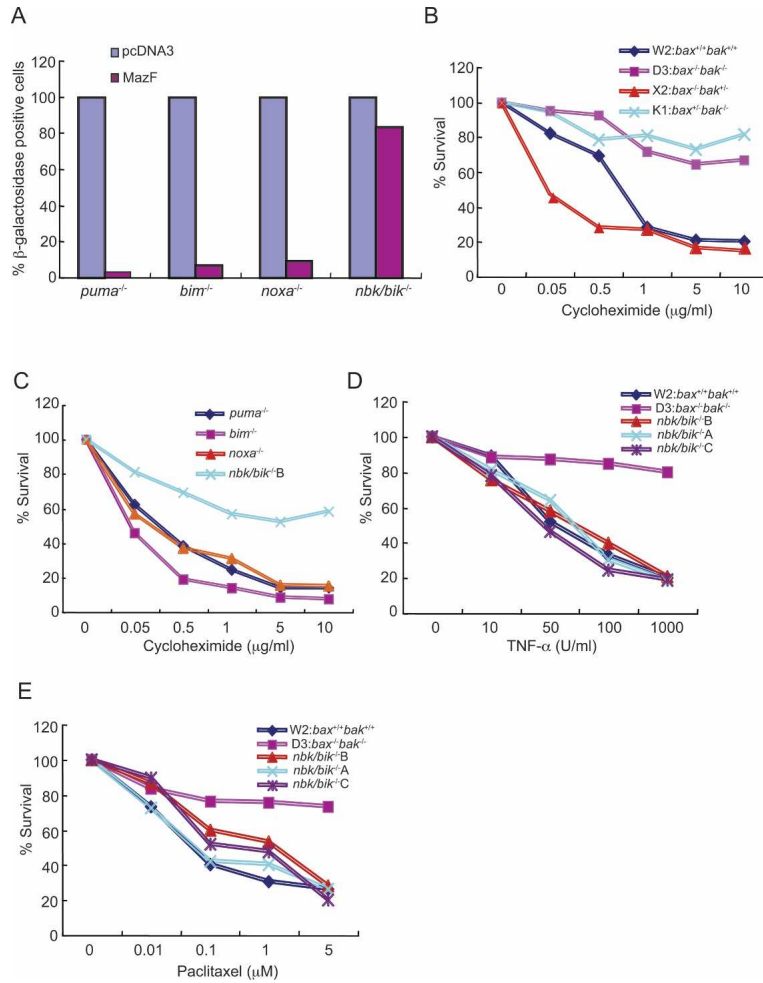 A
pcDNA3
MazF
% β-galactosidase positive cells
120
100
80
60
40
20
0
puma-/-
bim-/-
noxa-/-
nbk/bik-/-
B
W2:bax+/+bak+/+
D3:bax-/-bak-/-
X2:bax-/-bak+/-
K1:bax+/-bak-/-
% Survival
120
100
80
60
40
20
0
0 0.05 0.5 1 5 10
Cycloheximide (μg/ml)
C
puma-/-
bim-/-
noxa-/-
nbk/bik-/-B
% Survival
120
100
80
60
40
20
0
0 0.05 0.5 1 5 10
Cycloheximide (μg/ml)
D
W2:bax+/+bak+/+
D3:bax-/-bak-/-
nbk/bik-/-B
nbk/bik-/-A
nbk/bik-/-C
% Survival
120
100
80
60
40
20
0
0 10 50 100 1000
TNF-α (U/ml)
E
W2:bax+/+bak+/+
D3:bax-/-bak-/-
nbk/bik-/-B
nbk/bik-/-A
nbk/bik-/-C
% Survival
120
100
80
60
40
20
0
0 0.01 0.1 1 5
Paclitaxel (μM)